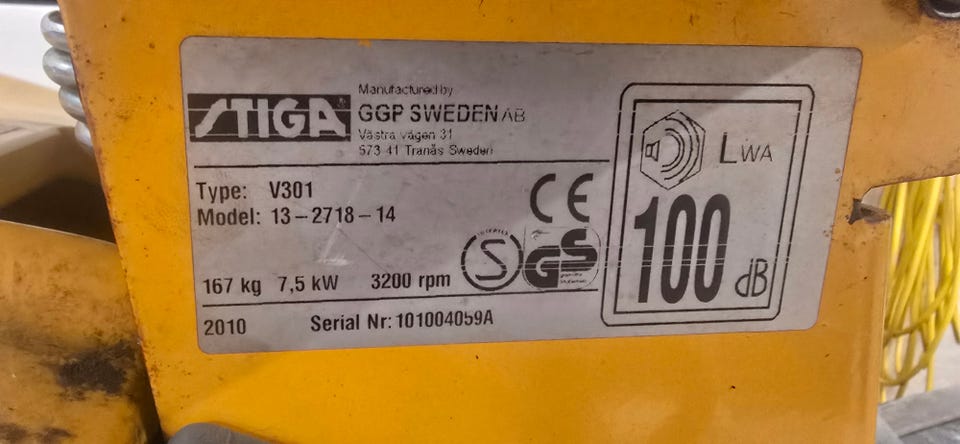 STIGA
Manufactured by
GGP SWEDEN AB
Västra vägen 31
573 41 Tranås Sweden
Type: V301
Model: 13-2718-14
CE
S
GS
167 kg 7,5 kW 3200 rpm
2010 Serial Nr: 101004059A
LWA
100
dB